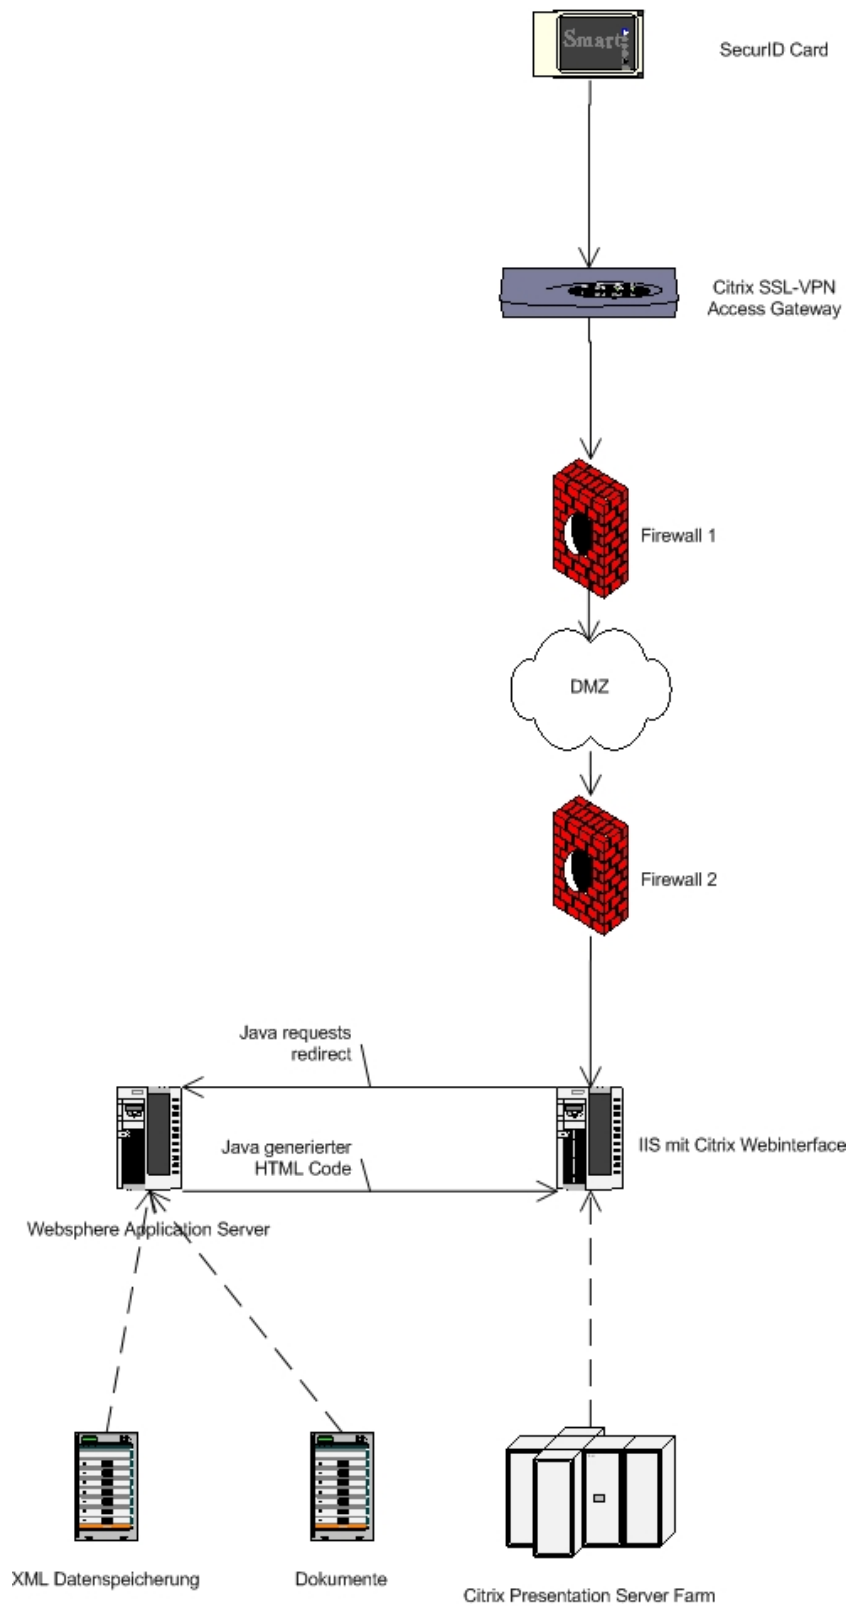 Smart
SecurID Card
Citrix SSL-VPN
Access Gateway
Firewall 1
DMZ
Firewall 2
Java requests
redirect
Java generierter
HTML Code
IIS mit Citrix Webinterface
Websphere Application Server
XML Datenspeicherung
Dokumente
Citrix Presentation Server Farm